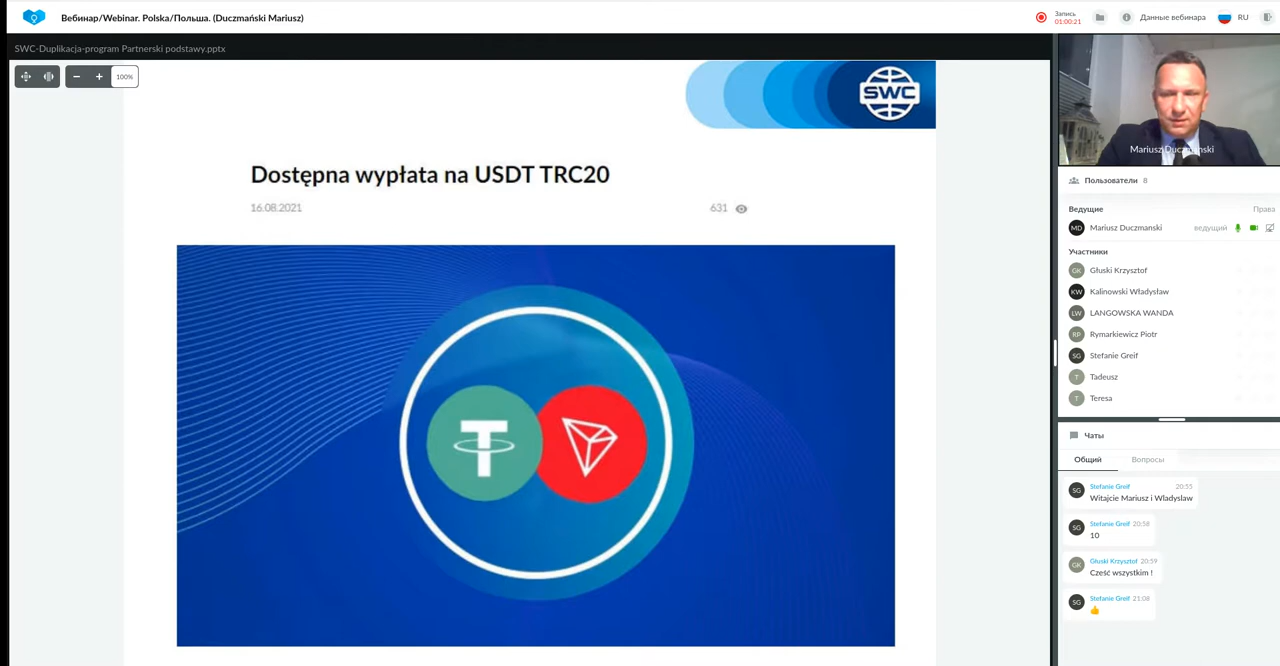 Вебинар/Webinar. Polska/Польша. (Duczmański Mariusz)
Запись
01:00:21
Данные вебинара
RU
SWC-Duplikacja-program Partnerski podstawy.pptx
100%
SWC
Dostępna wypłata na USDT TRC20
16.08.2021
631
Mariusz Duczmanski
Пользователи 8
Ведущие
Права
MD
Mariusz Duczmanski
ведущий
Участники
GK
Głuski Krzysztof
KW
Kalinowski Władysław
LW
LANGOWSKA WANDA
RP
Rymarkiewicz Piotr
SG
Stefanie Greif
T
Tadeusz
T
Teresa
Чаты
Общий
Вопросы
SG
Stefanie Greif 20:55
Witajcie Mariusz i Wladyslaw
SG
Stefanie Greif 20:58
10
GK
Głuski Krzysztof 20:59
Cześć wszystkim !
SG
Stefanie Greif 21:08
👍